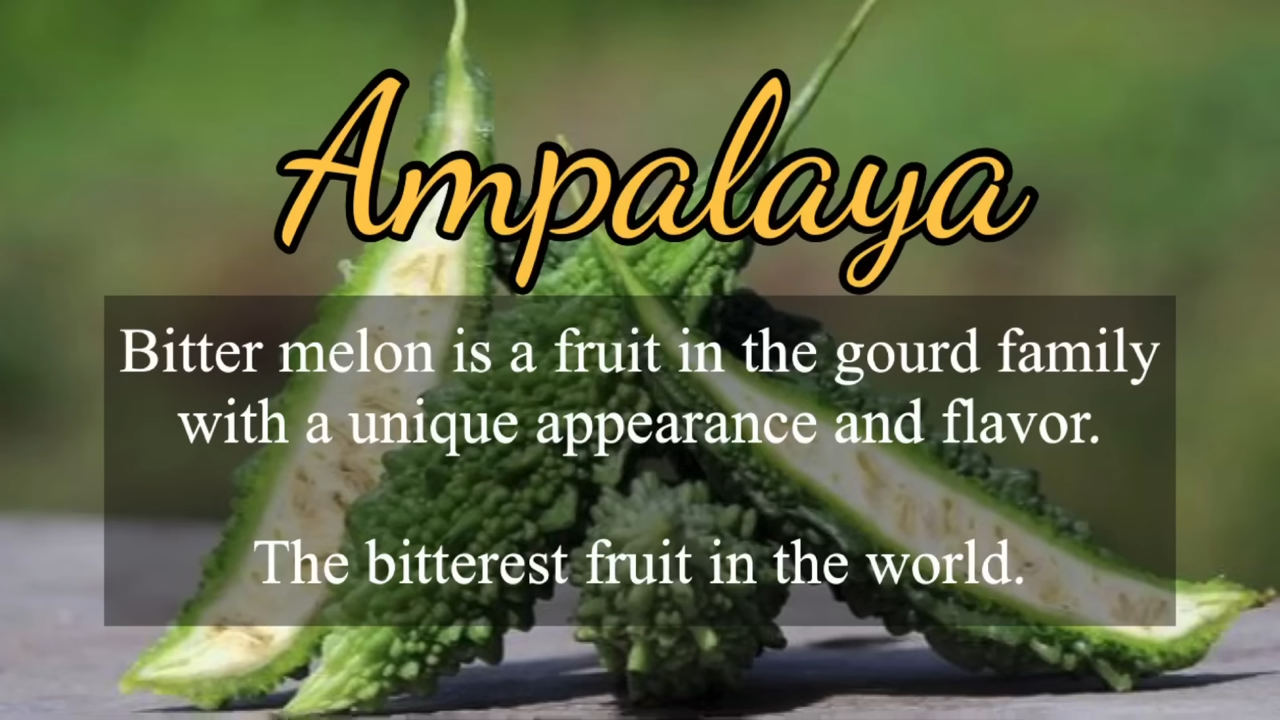 Ampalaya
Bitter melon is a fruit in the gourd family
with a unique appearance and flavor.
The bitterest fruit in the world.